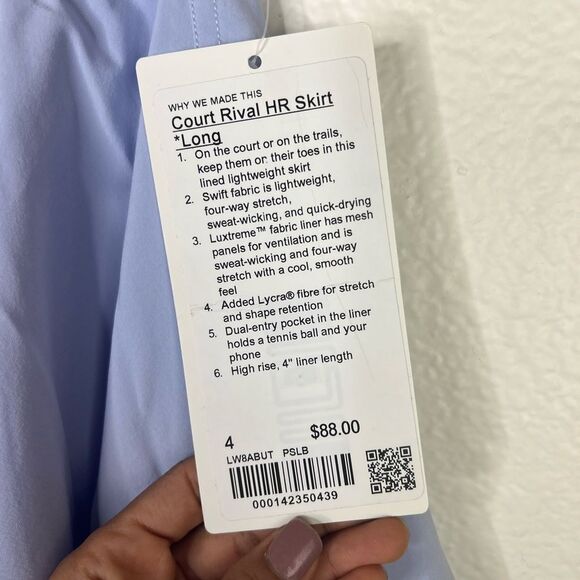 WHY WE MADE THIS
Court Rival HR Skirt
*Long
1. On the court or on the trails,
keep them on their toes in this
lined lightweight skirt
2. Swift fabric is lightweight,
four-way stretch,
sweat-wicking, and quick-drying
3. Luxtreme™ fabric liner has mesh
panels for ventilation and is
sweat-wicking and four-way
stretch with a cool, smooth
feel
4. Added Lycra® fibre for stretch
and shape retention
5. Dual-entry pocket in the liner
holds a tennis ball and your
phone
6. High rise, 4" liner length
4 $88.00
LW8ABUT PSLB
000142350439